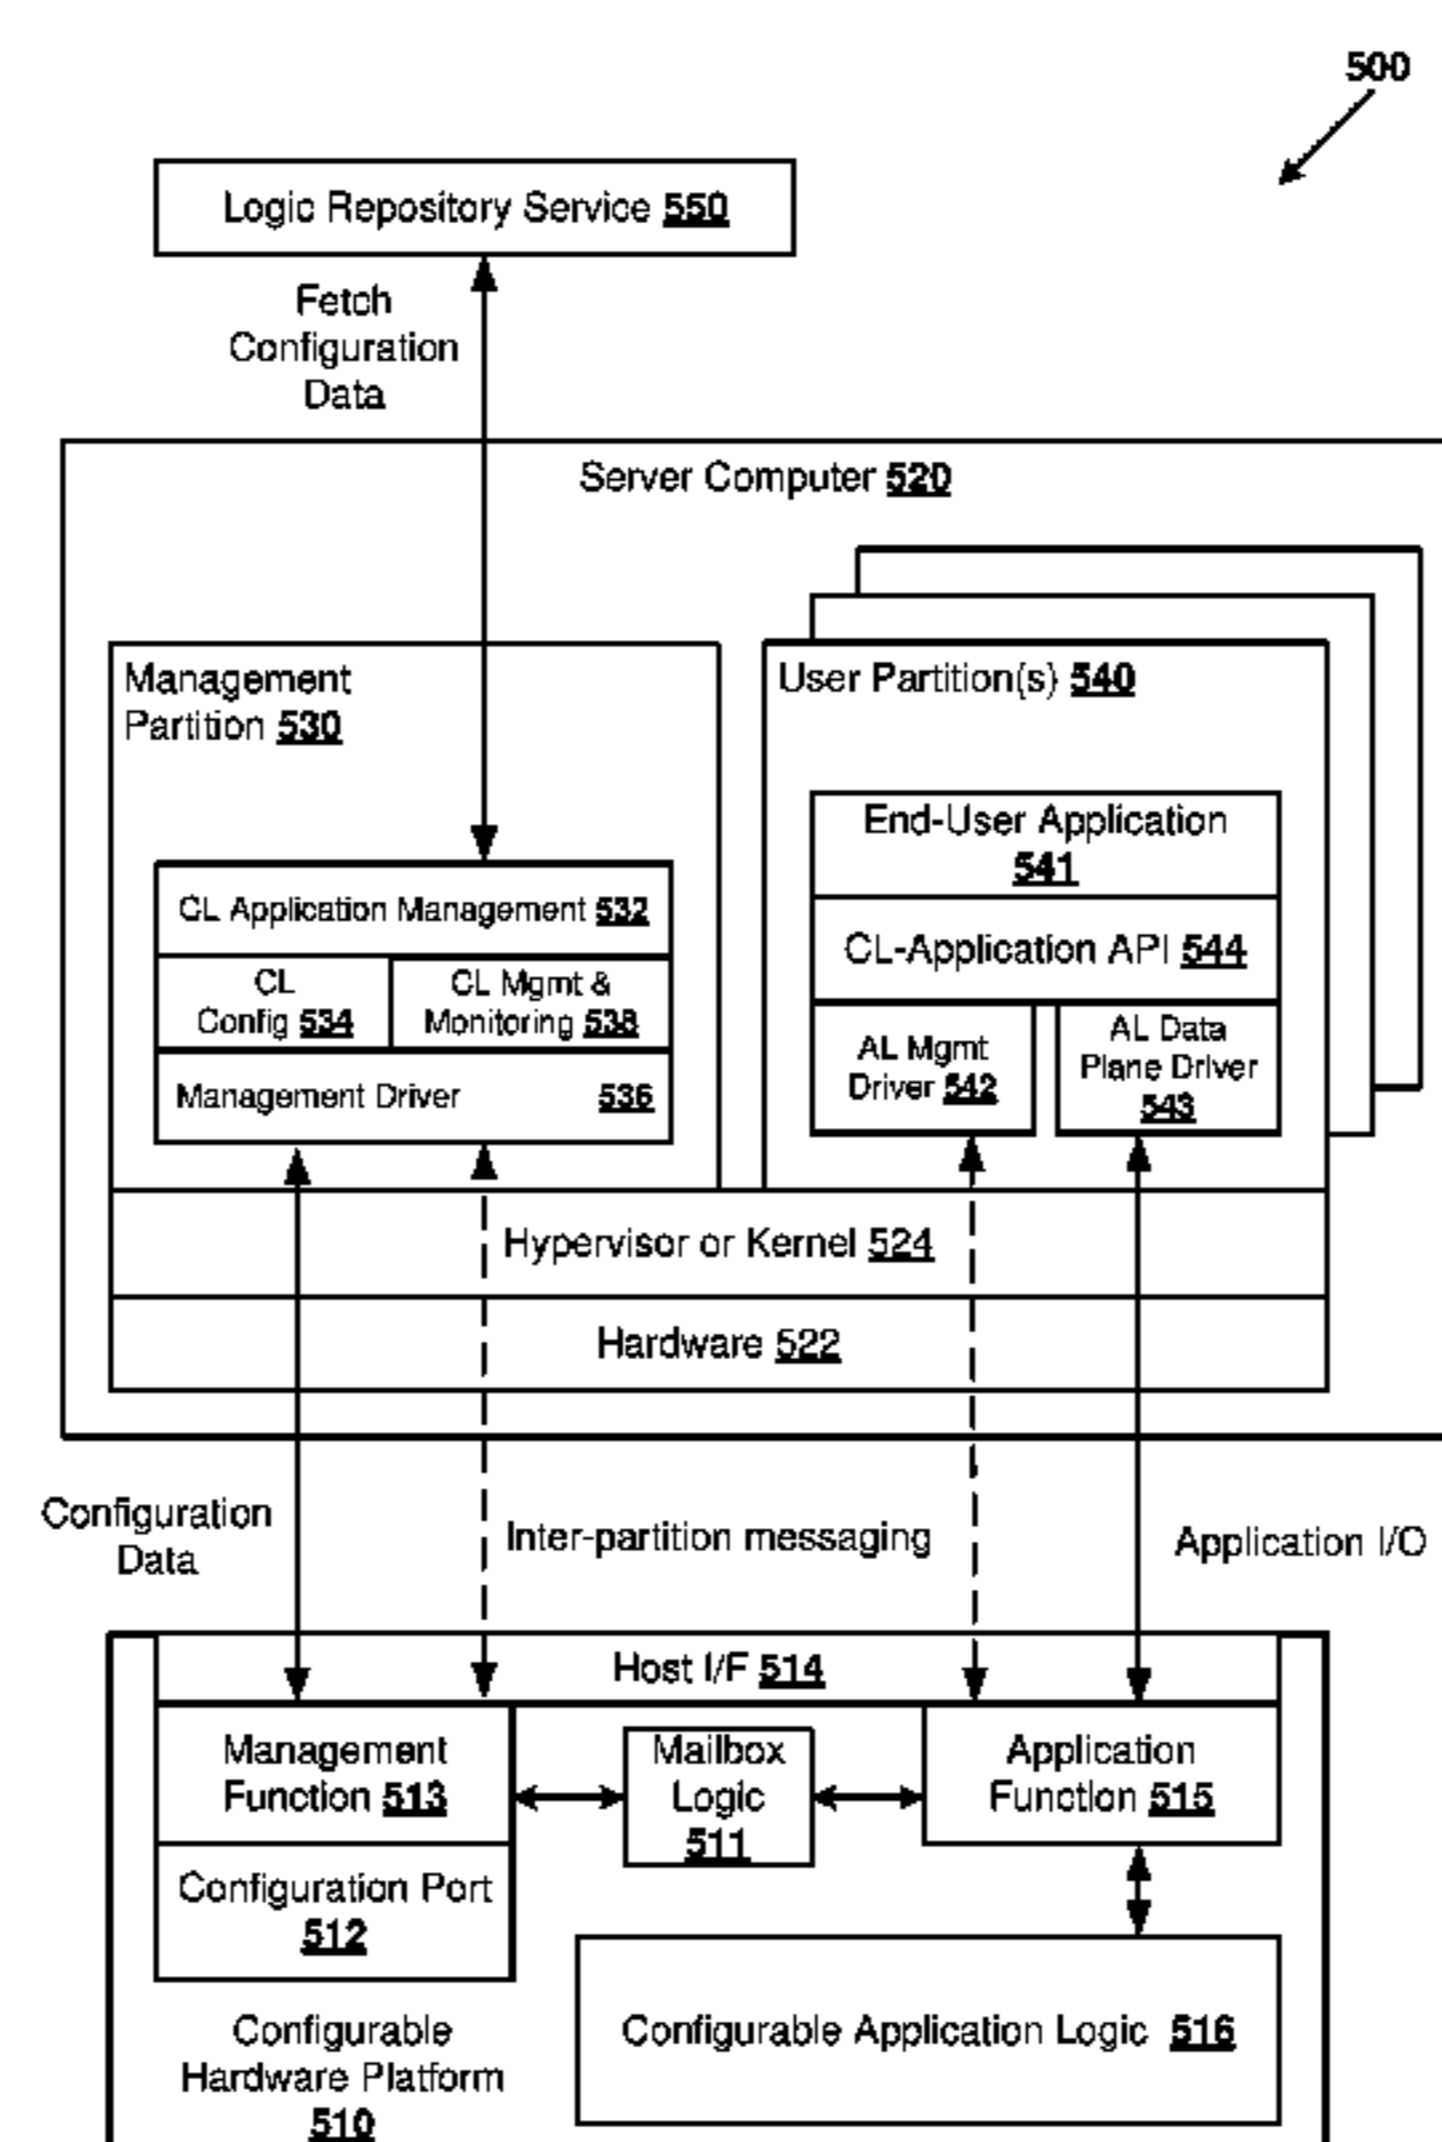 500
Logic Repository Service 550
Fetch
Configuration
Data
Server Computer 520
Management
Partition 530
User Partition(s) 540
End-User Application
541
CL-Application API 544
AL Mgmt
Driver 542
AL Data
Plane Driver
543
CL Application Management 532
CL
Config 534
CL Mgmt &
Monitoring 538
Management Driver 536
Hypervisor or Kernel 524
Hardware 522
Configuration
Data
Inter-partition messaging
Application I/O
Host I/F 514
Management
Function 513
Mailbox
Logic
511
Application
Function 515
Configuration Port
512
Configurable
Hardware Platform
510
Configurable Application Logic 516